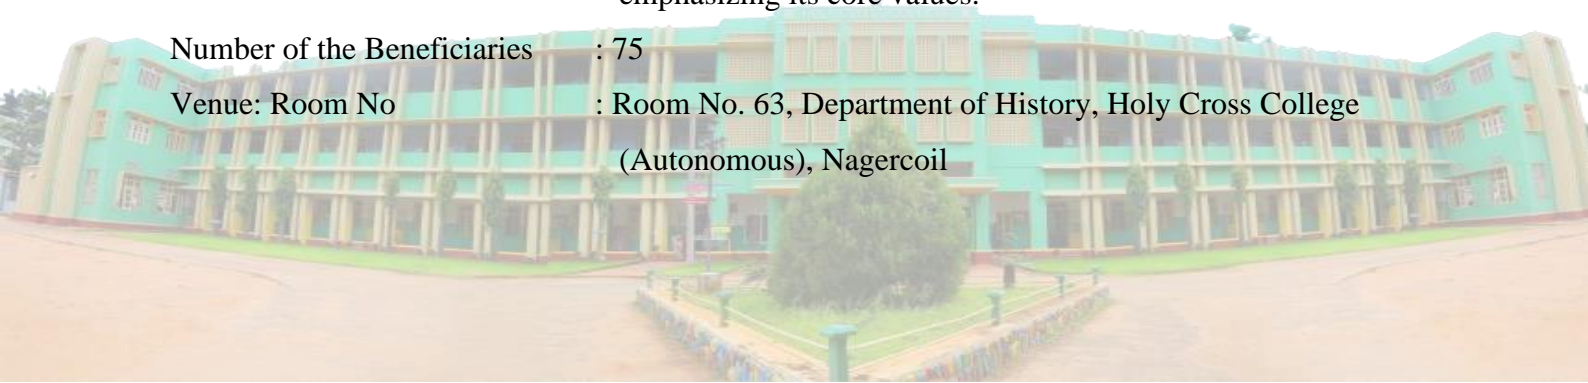 emphasizing its core values.
Number of the Beneficiaries : 75
Venue: Room No : Room No. 63, Department of History, Holy Cross College
(Autonomous), Nagercoil